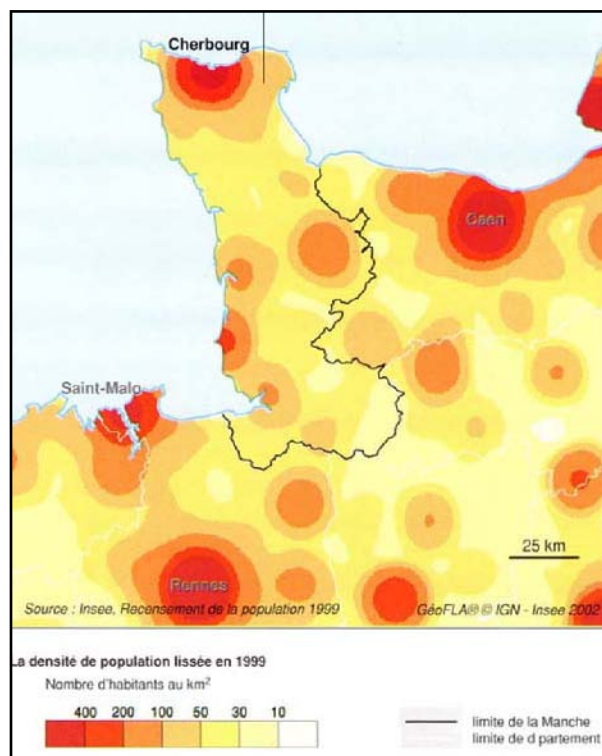 Cherbourg
Caen
Saint-Malo
25 km
Rennes
Source : Insee, Recensement de la population 1999
GéoFLA® © IGN - Insee 2002
La densité de population lissée en 1999
Nombre d'habitants au km²
400 200 100 50 30 10
limite de la Manche
limite de d partement